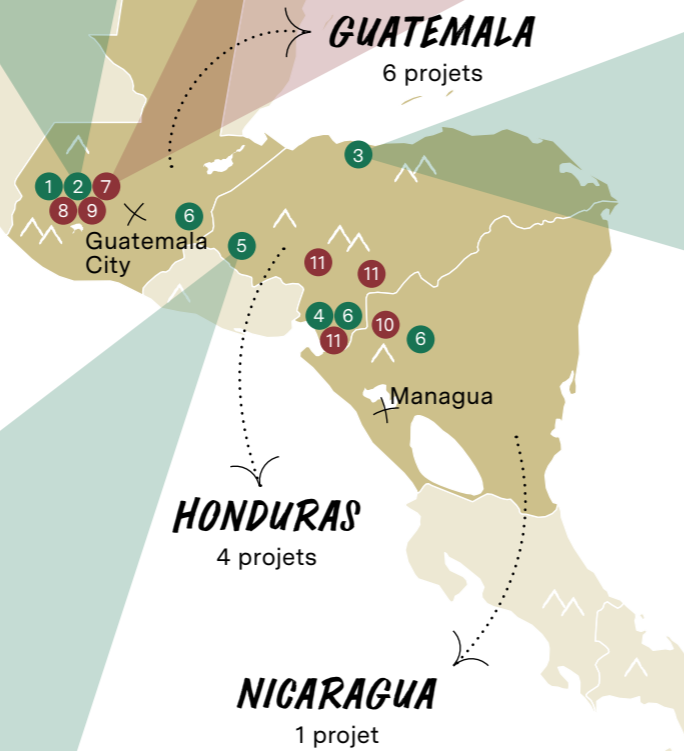 GUATEMALA
6 projets
3
1 2 7
8 9
6
Guatemala
City
5
11
11
4 6
10
11
6
Managua
HONDURAS
4 projets
NICARAGUA
1 projet